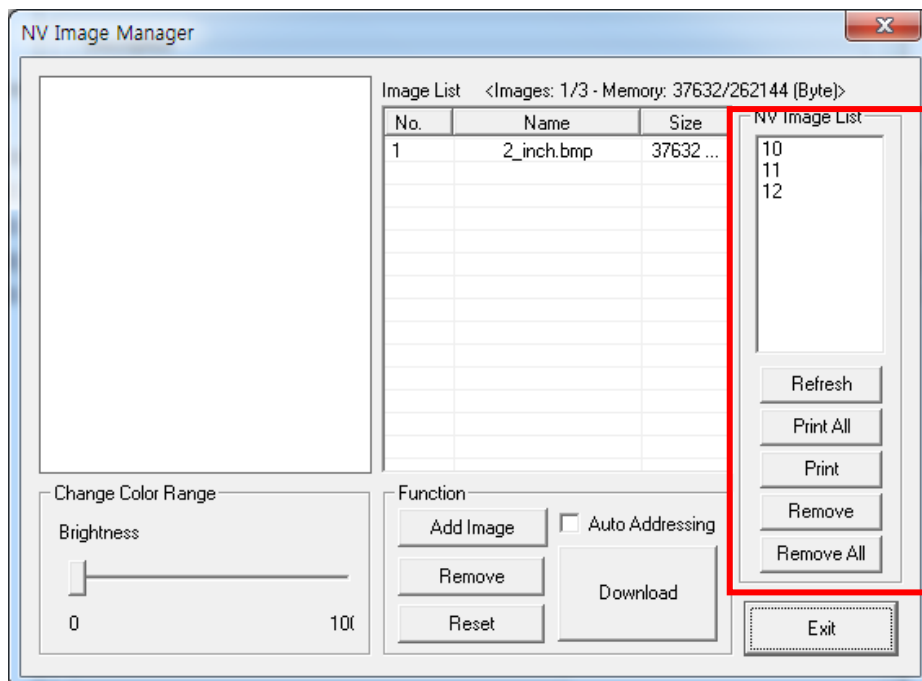 NV Image Manager
Image List <Images: 1/3 - Memory: 37632/262144 (Byte)>
No. Name Size
1 2_inch.bmp 37632 ...
NV Image List
10
11
12
Refresh
Print All
Print
Remove
Remove All
Change Color Range
Brightness
0 10(
Function
Add Image
Auto Addressing
Remove
Download
Reset
Exit